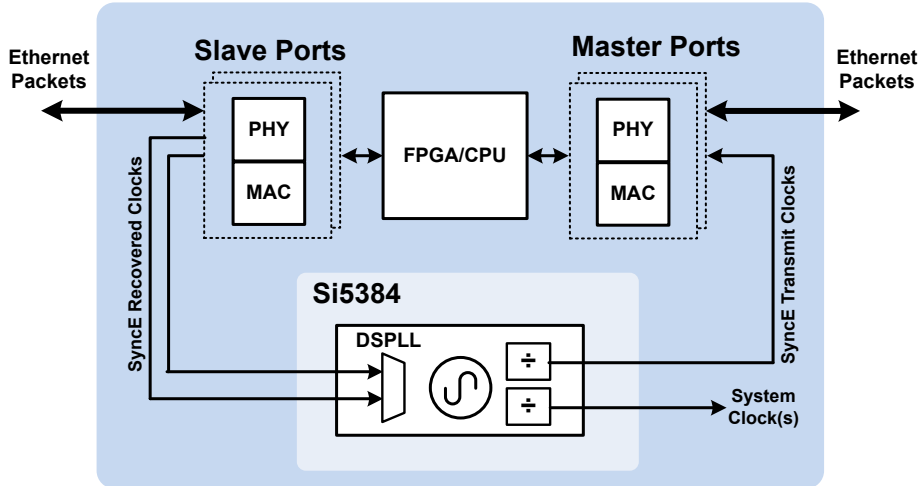 Slave Ports
Master Ports
Ethernet
Packets
Ethernet
Packets
PHY
MAC
FPGA/CPU
PHY
MAC
SyncE Recovered Clocks
SyncE Transmit Clocks
Si5384
DSPLL
÷
÷
System
Clock(s)